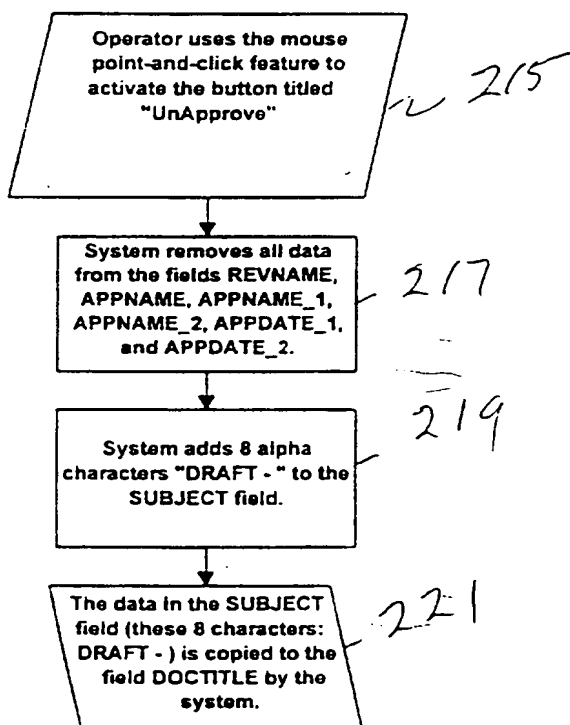 Operator uses the mouse
point-and-click feature to
activate the button titled
"UnApprove"
215
System removes all data
from the fields REVNAME,
APPNAME, APPNAME_1,
APPNAME_2, APPDATE_1,
and APPDATE_2.
217
System adds 8 alpha
characters "DRAFT - " to the
SUBJECT field.
219
The data in the SUBJECT
field (these 8 characters:
DRAFT - ) is copied to the
field DOCTITLE by the
system.
221